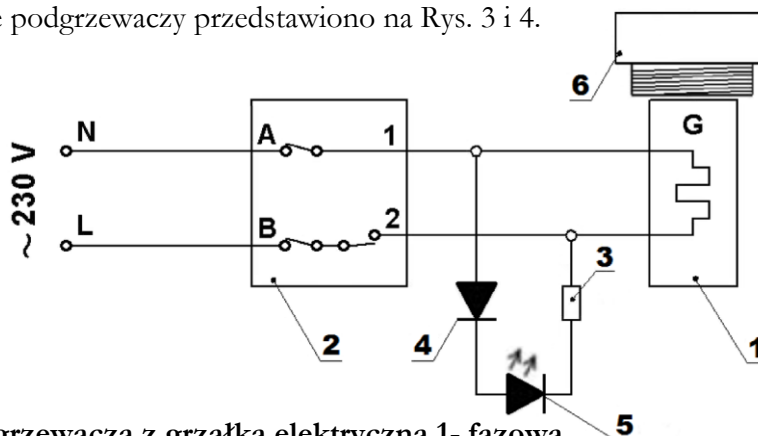 e podgrzewaczy przedstawiono na Rys. 3 i 4.
6
G
N
A
1
~ 230 V
L
B
2
3
2
4
1
5
grzewacza z grzałką elektryczną 1- fazową